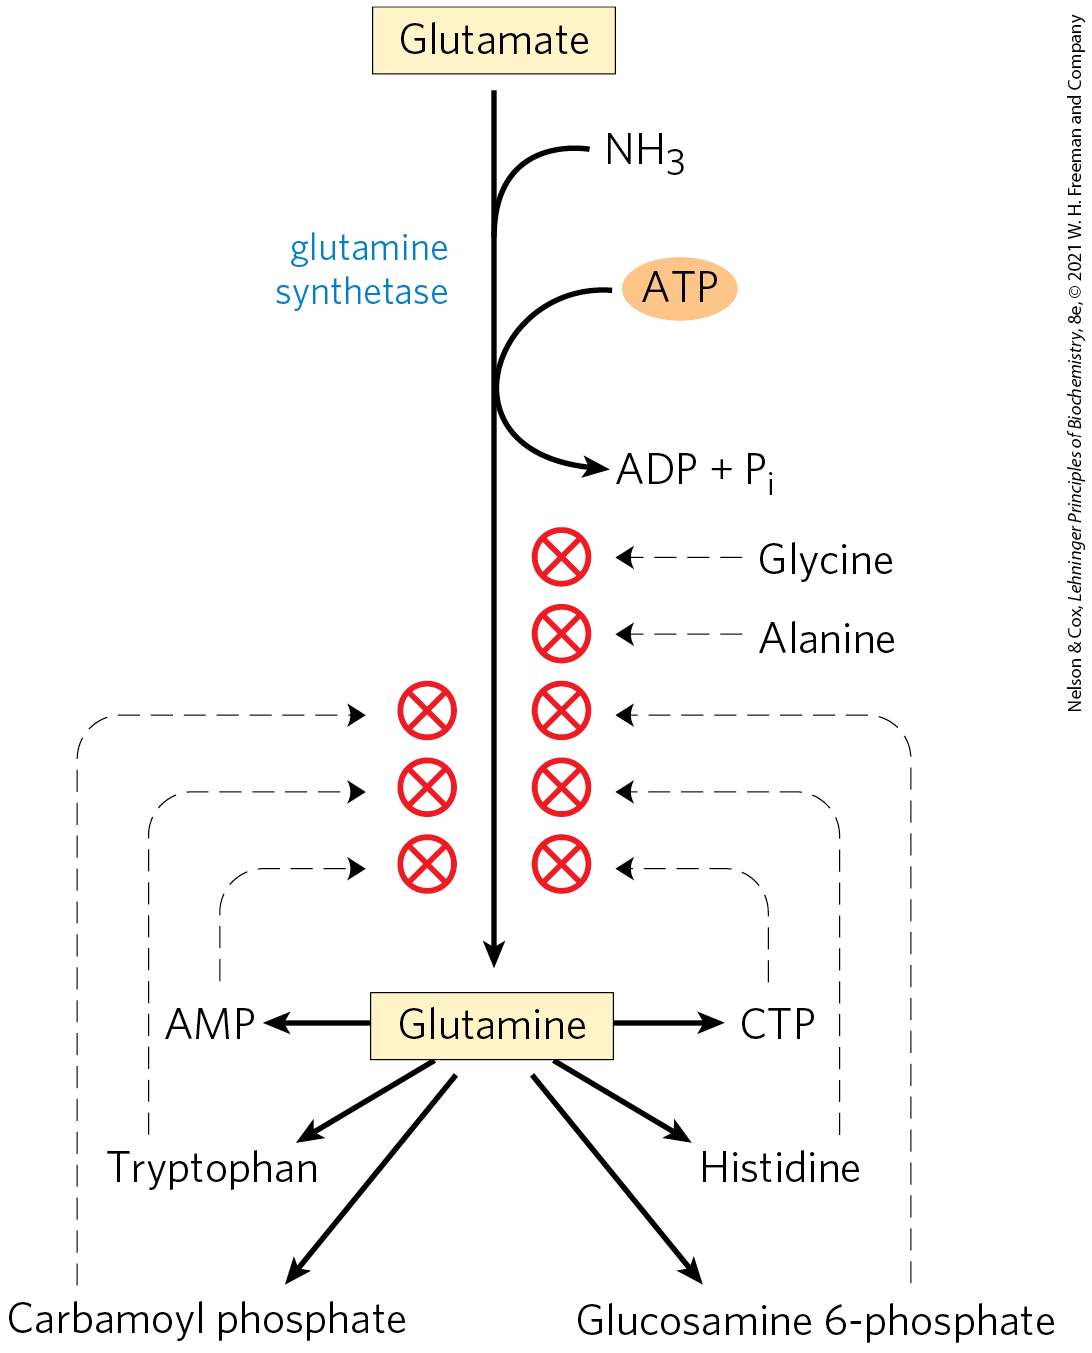 Glutamate
NH₃
glutamine
synthetase
ATP
ADP + Pᵢ
Glycine
Alanine
AMP
Glutamine
CTP
Tryptophan
Histidine
Carbamoyl phosphate
Glucosamine 6-phosphate
Nelson & Cox, Lehninger Principles of Biochemistry, 8e, © 2021 W. H. Freeman and Company